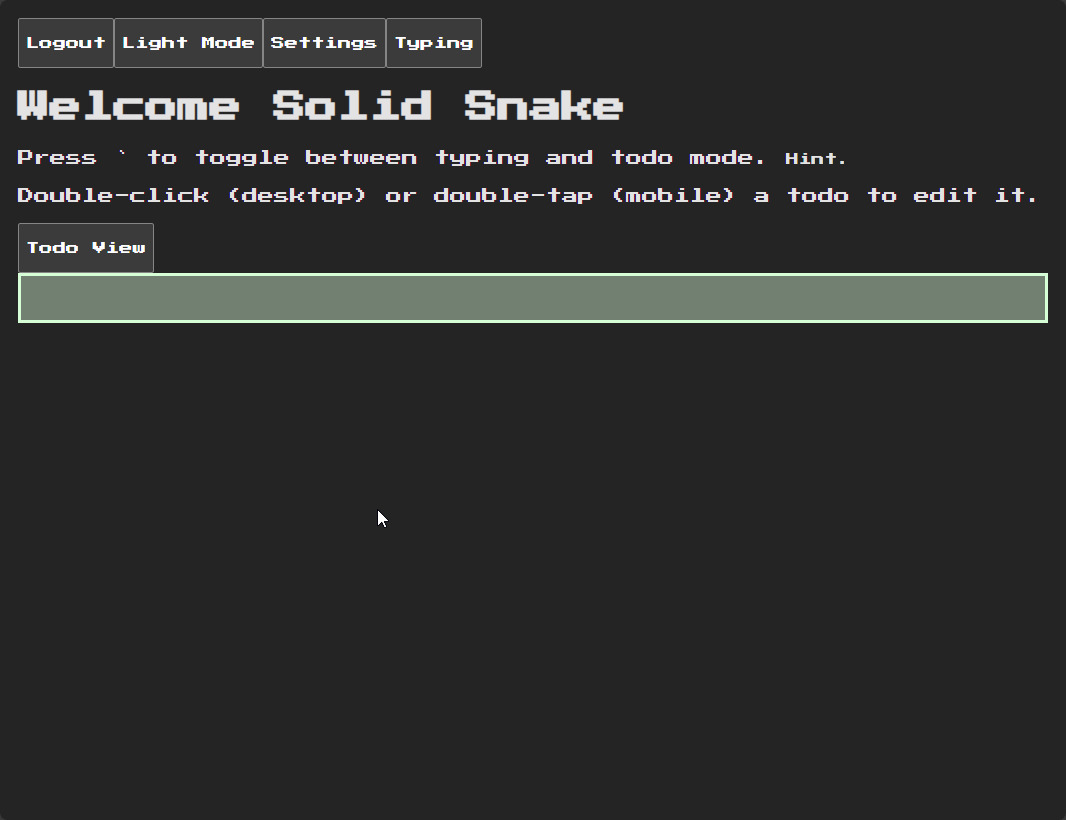 Logout Light Mode Settings Typing
Welcome Solid Snake
Press ` to toggle between typing and todo mode. Hint.
Double-click (desktop) or double-tap (mobile) a todo to edit it.
Todo View